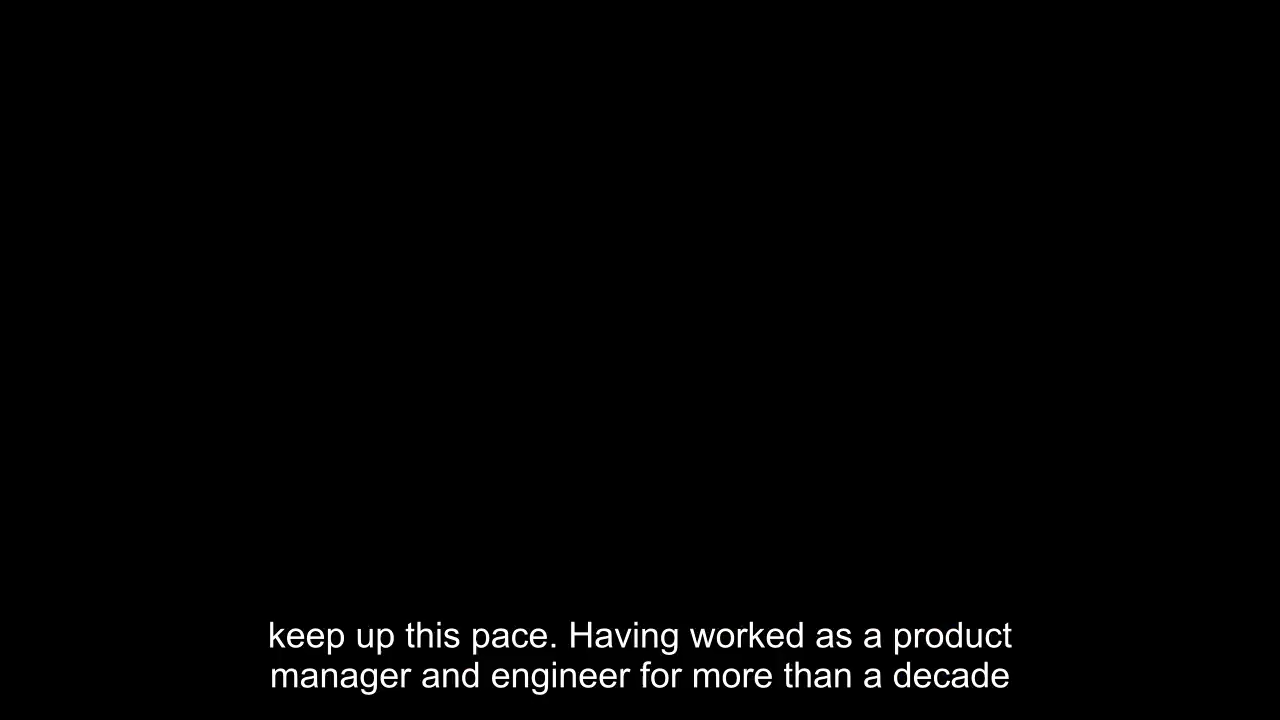 keep up this pace. Having worked as a product
manager and engineer for more than a decade